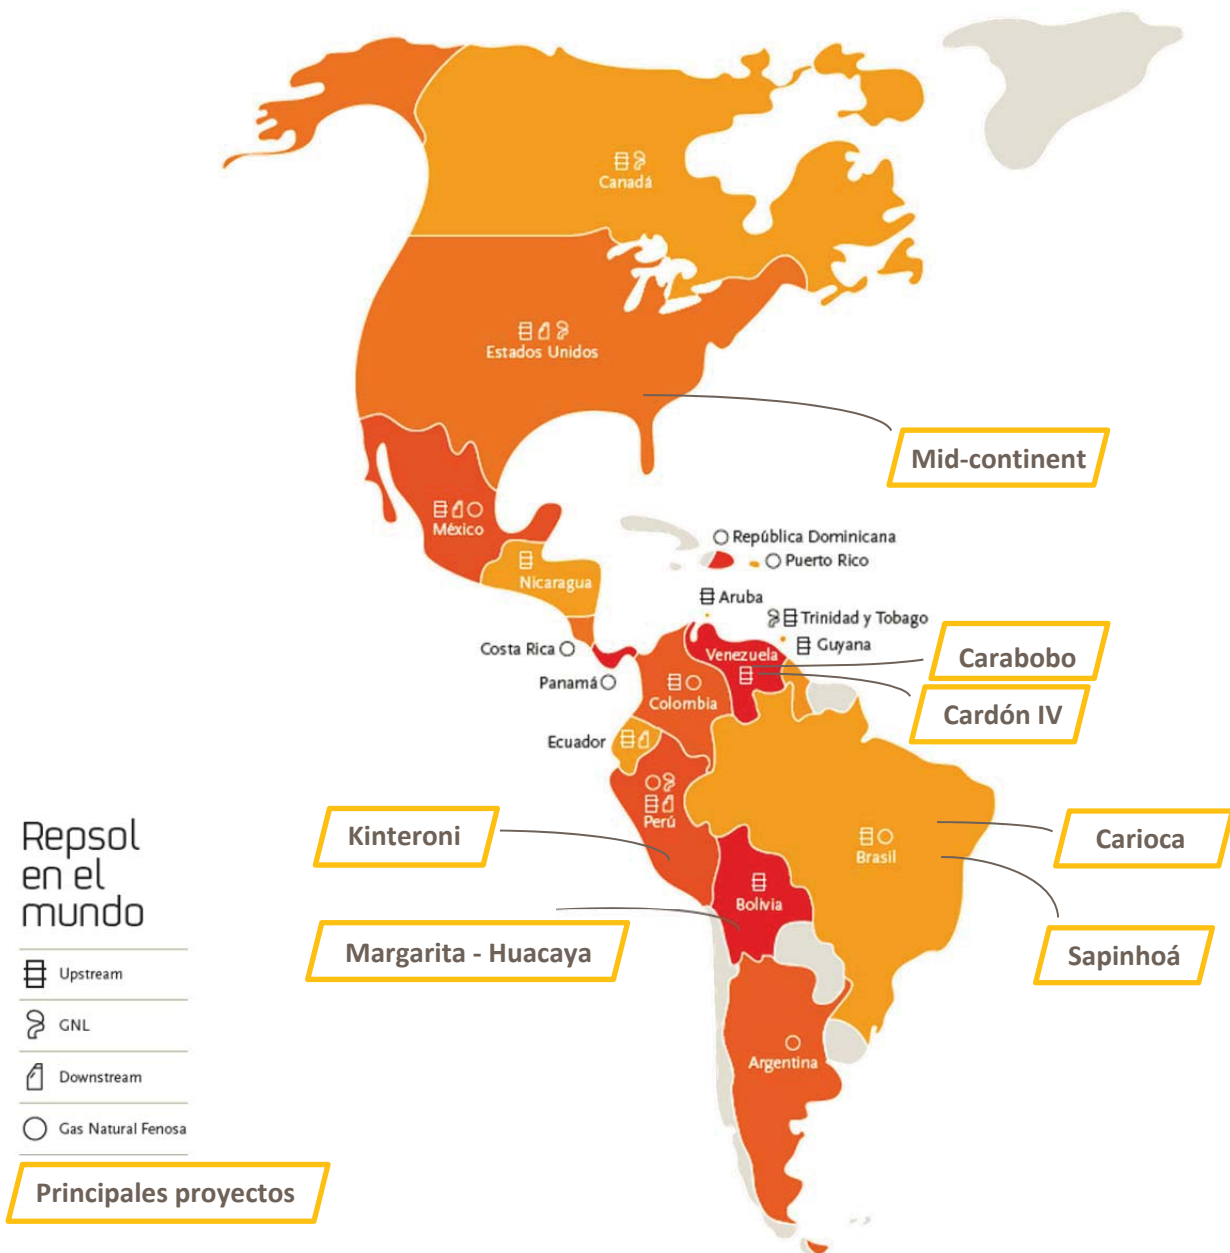 Canadá
Estados Unidos
Mid-continent
México
República Dominicana
Puerto Rico
Nicaragua
Aruba
Trinidad y Tobago
Costa Rica
Venezuela
Guyana
Carabobo
Panamá
Colombia
Cardón IV
Ecuador
Perú
Kinteroni
Brasil
Carioca
Bolivia
Margarita - Huacaya
Sapinhoá
Argentina
Repsol
en el
mundo
Upstream
GNL
Downstream
Gas Natural Fenosa
Principales proyectos